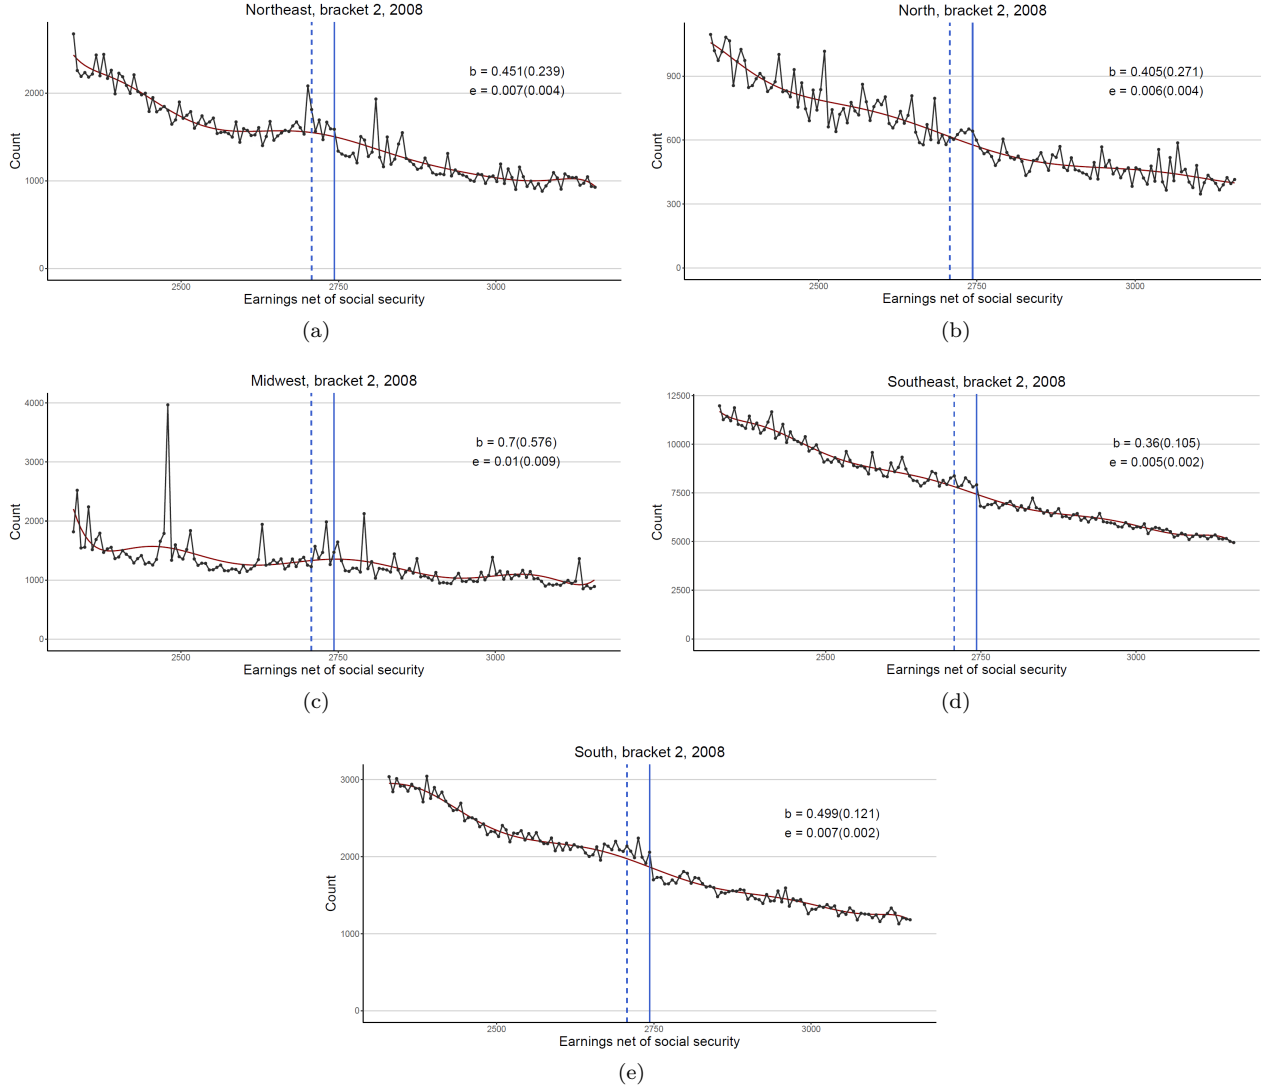 Northeast, bracket 2, 2008
b = 0.451(0.239)
e = 0.007(0.004)
Count
2000
1000
0
2500
2750
3000
Earnings net of social security
(a)
North, bracket 2, 2008
b = 0.405(0.271)
e = 0.006(0.004)
Count
900
600
300
0
2500
2750
3000
Earnings net of social security
(b)
Midwest, bracket 2, 2008
b = 0.7(0.576)
e = 0.01(0.009)
Count
4000
3000
2000
1000
0
2500
2750
3000
Earnings net of social security
(c)
Southeast, bracket 2, 2008
b = 0.36(0.105)
e = 0.005(0.002)
Count
12500
10000
7500
5000
2500
0
2500
2750
3000
Earnings net of social security
(d)
South, bracket 2, 2008
b = 0.499(0.121)
e = 0.007(0.002)
Count
3000
2000
1000
0
2500
2750
3000
Earnings net of social security
(e)